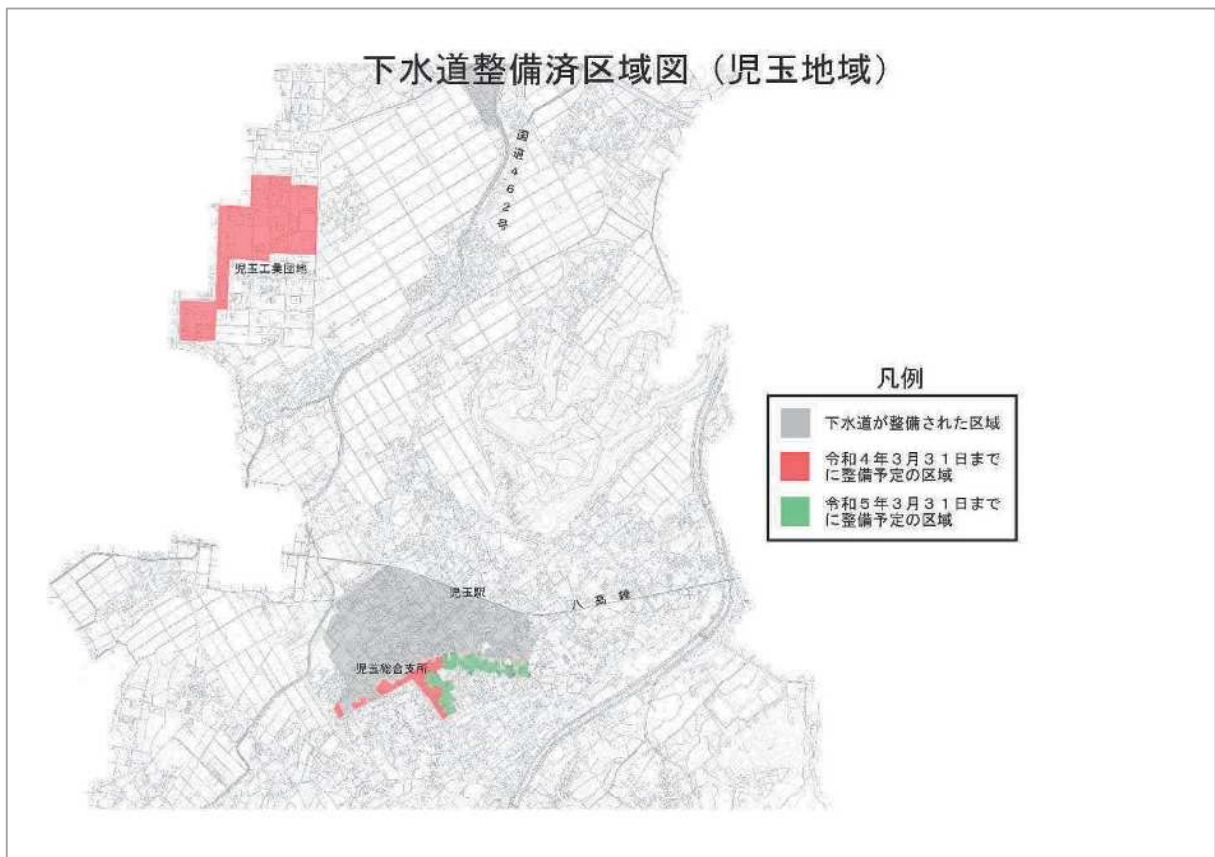 下水道整備済区域図（児玉地域）
国道４６２号
児玉工業団地
凡例
下水道が整備された区域
令和４年３月３１日まで
に整備予定の区域
令和５年３月３１日まで
に整備予定の区域
児玉駅
八高線
児玉総合支所